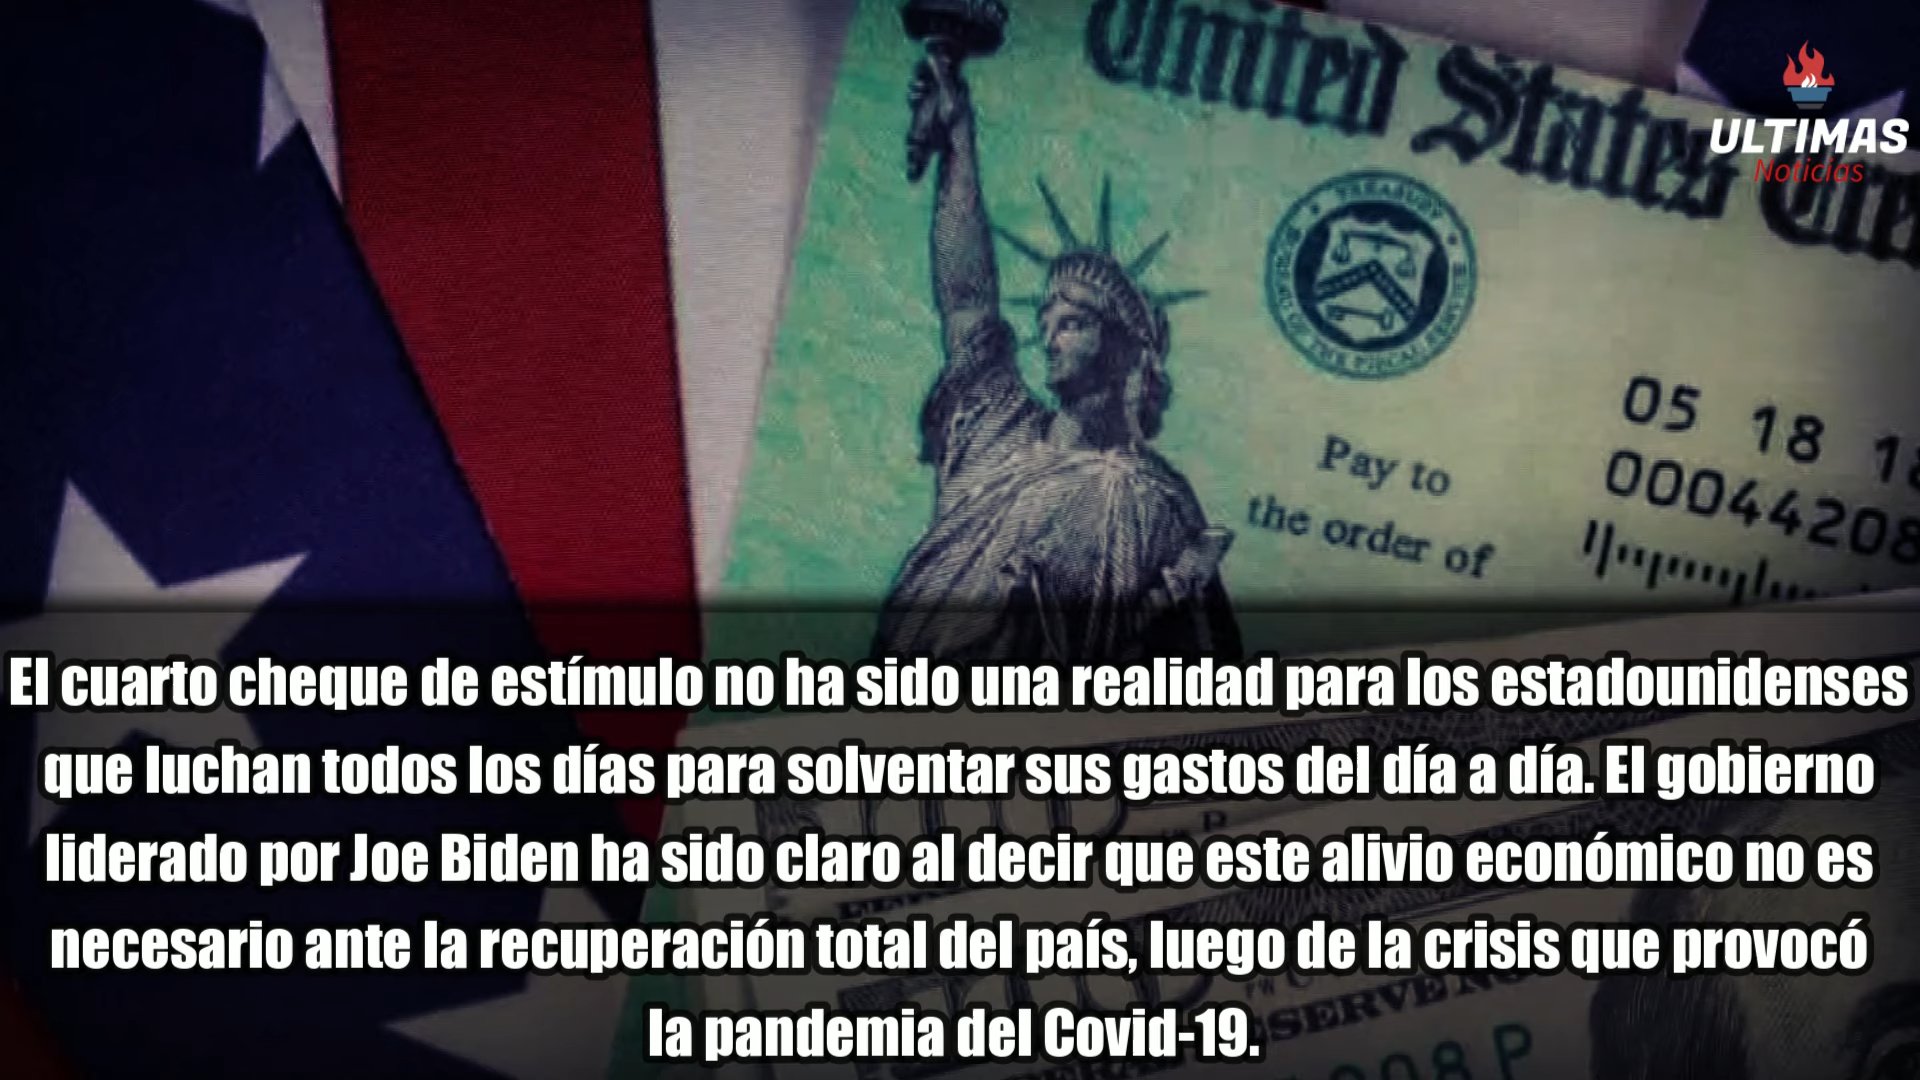 United States
ULTIMAS
Noticias
TREASURY
05 18 18
Pay to
00044208
the order of
El cuarto cheque de estímulo no ha sido una realidad para los estadounidenses
que luchan todos los días para solventar sus gastos del día a día. El gobierno
liderado por Joe Biden ha sido claro al decir que este alivio económico no es
necesario ante la recuperación total del país, luego de la crisis que provocó
la pandemia del Covid-19.